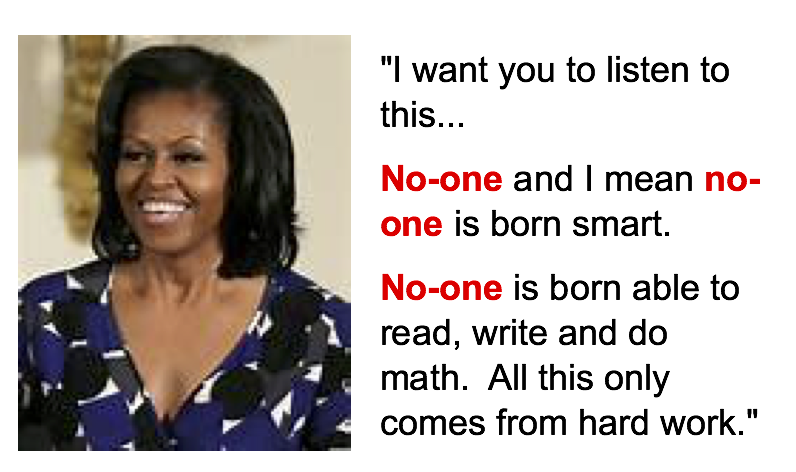 "I want you to listen to
this...
No-one and I mean no-
one is born smart.
No-one is born able to
read, write and do
math.  All this only
comes from hard work."